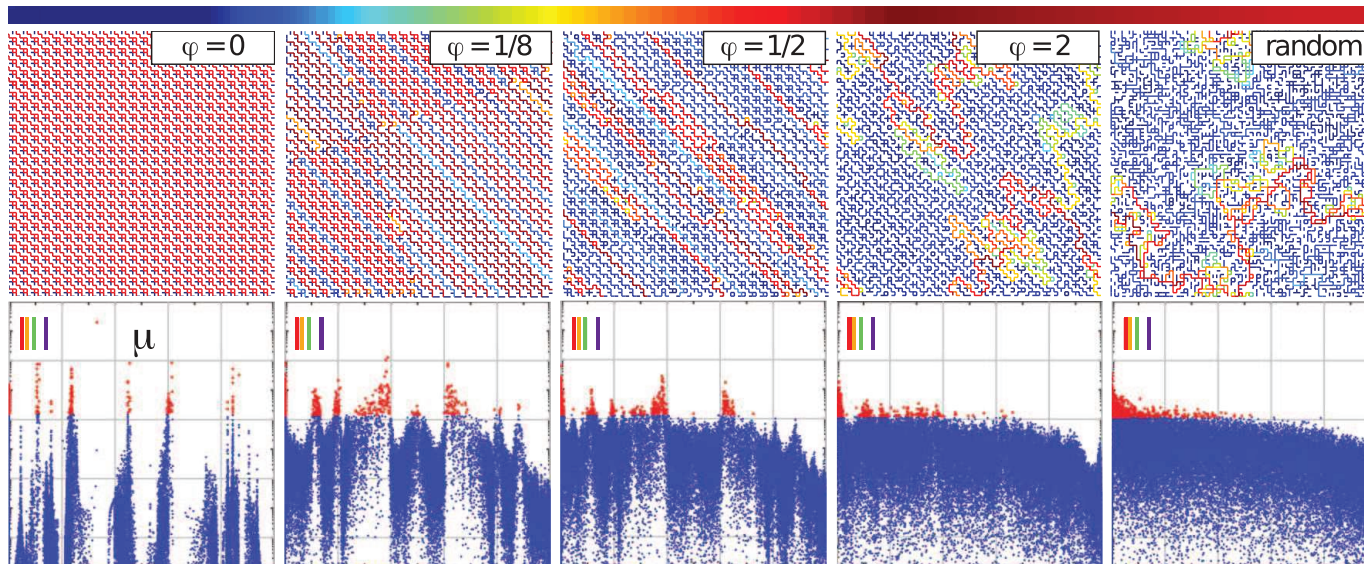 φ = 0
φ = 1/8
φ = 1/2
φ = 2
random
μ